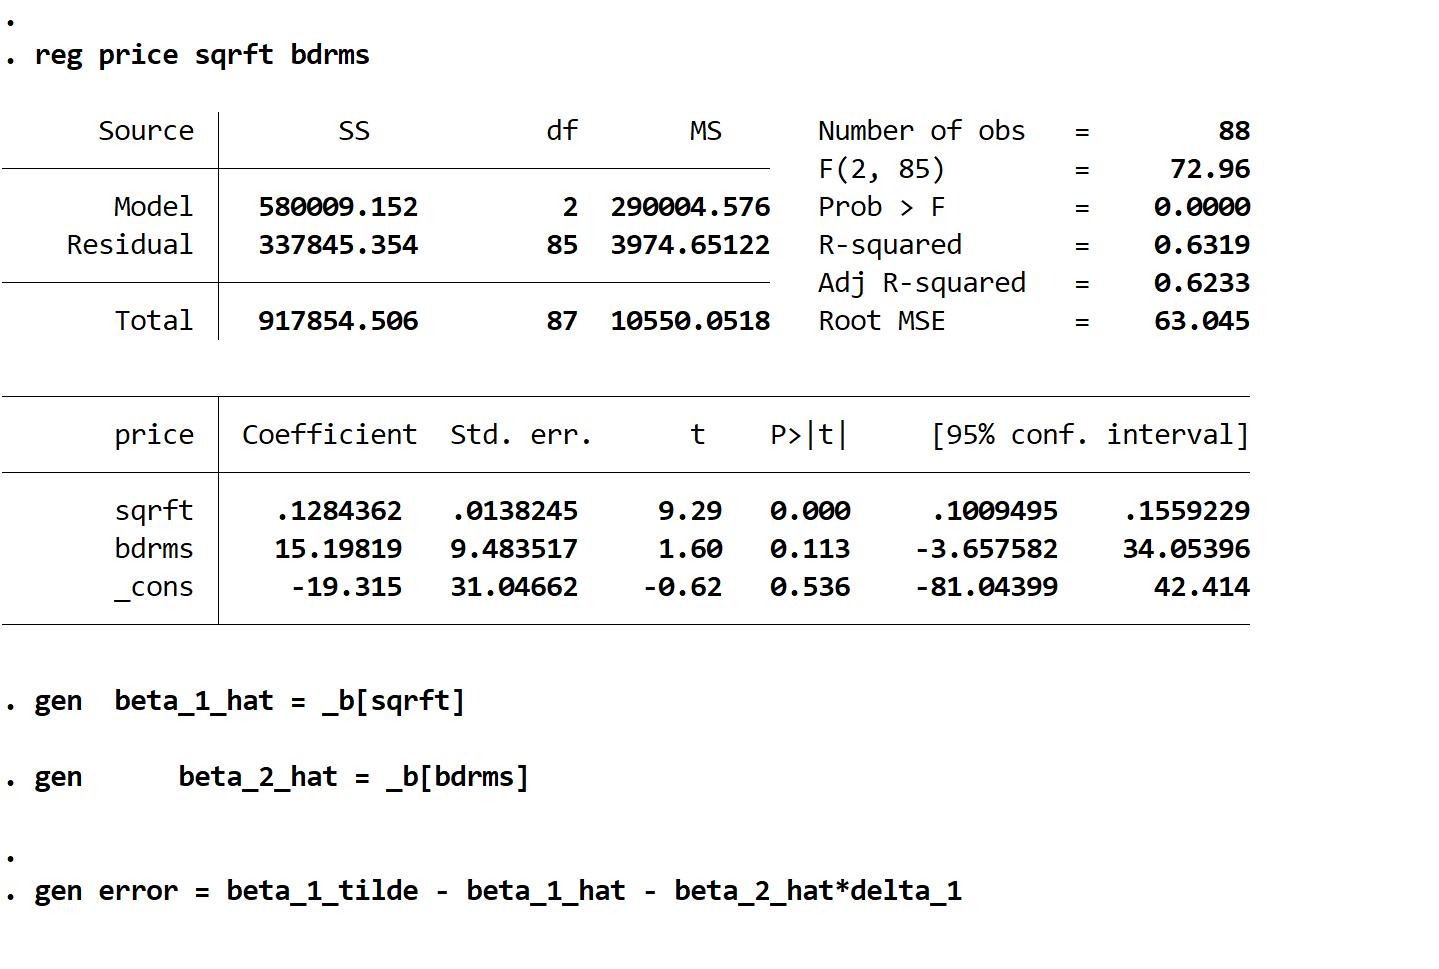 .
. reg price sqrft bdrms
Source SS df MS Number of obs = 88
F(2, 85) = 72.96
Model 580009.152 2 290004.576 Prob > F = 0.0000
Residual 337845.354 85 3974.65122 R-squared = 0.6319
Adj R-squared = 0.6233
Total 917854.506 87 10550.0518 Root MSE = 63.045
price Coefficient Std. err. t P>|t| [95% conf. interval]
sqrft .1284362 .0138245 9.29 0.000 .1009495 .1559229
bdrms 15.19819 9.483517 1.60 0.113 -3.657582 34.05396
_cons -19.315 31.04662 -0.62 0.536 -81.04399 42.414
. gen  beta_1_hat = _b[sqrft]
. gen      beta_2_hat = _b[bdrms]
.
. gen error = beta_1_tilde - beta_1_hat - beta_2_hat*delta_1